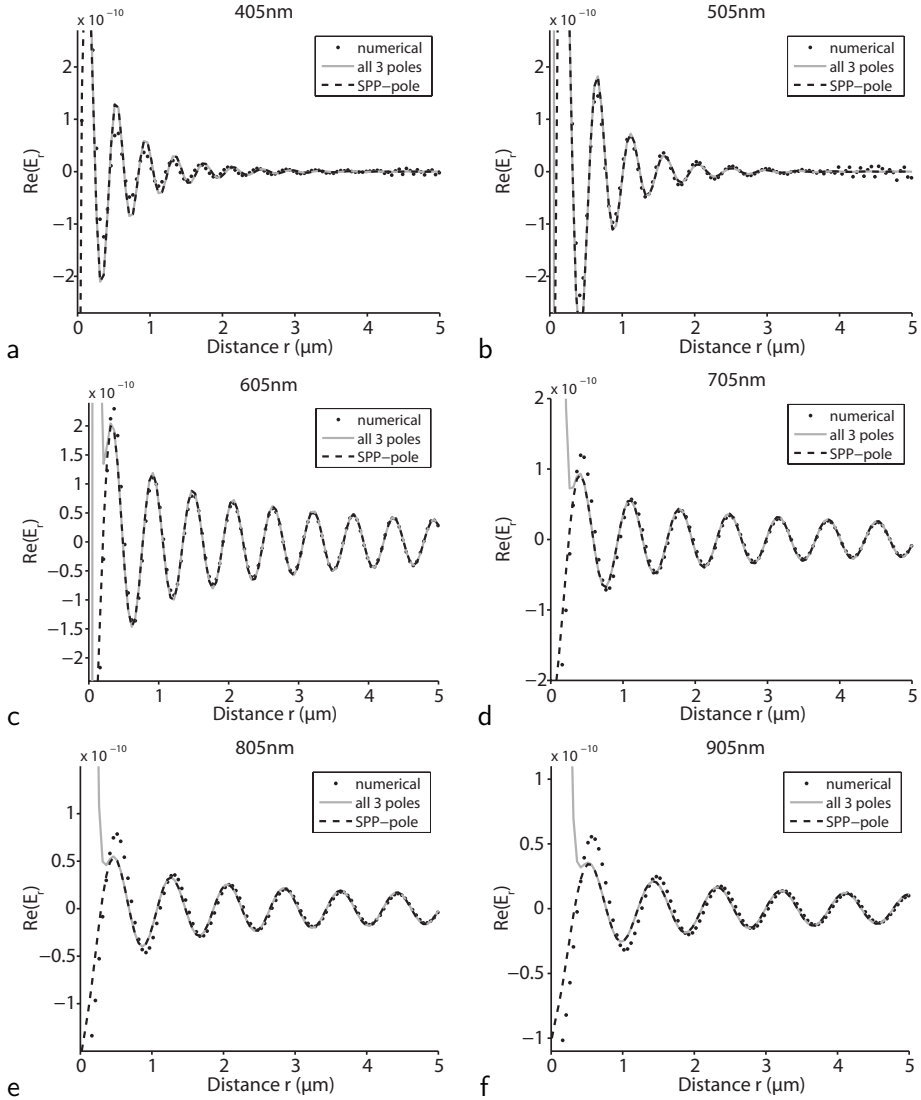 405nm
x 10 −10
2
1
0
−1
−2
Re(Er)
numerical
all 3 poles
SPP−pole
0 1 2 3 4 5
Distance r (µm)
a
505nm
x 10 −10
2
1
0
−1
−2
Re(Er)
numerical
all 3 poles
SPP−pole
0 1 2 3 4 5
Distance r (µm)
b
605nm
x 10 −10
2
1.5
1
0.5
0
−0.5
−1
−1.5
−2
Re(Er)
numerical
all 3 poles
SPP−pole
0 1 2 3 4 5
Distance r (µm)
c
705nm
x 10 −10
2
1
0
−1
−2
Re(Er)
numerical
all 3 poles
SPP−pole
0 1 2 3 4 5
Distance r (µm)
d
805nm
x 10 −10
1
0.5
0
−0.5
−1
Re(Er)
numerical
all 3 poles
SPP−pole
0 1 2 3 4 5
Distance r (µm)
e
905nm
x 10 −10
1
0.5
0
−0.5
−1
Re(Er)
numerical
all 3 poles
SPP−pole
0 1 2 3 4 5
Distance r (µm)
f